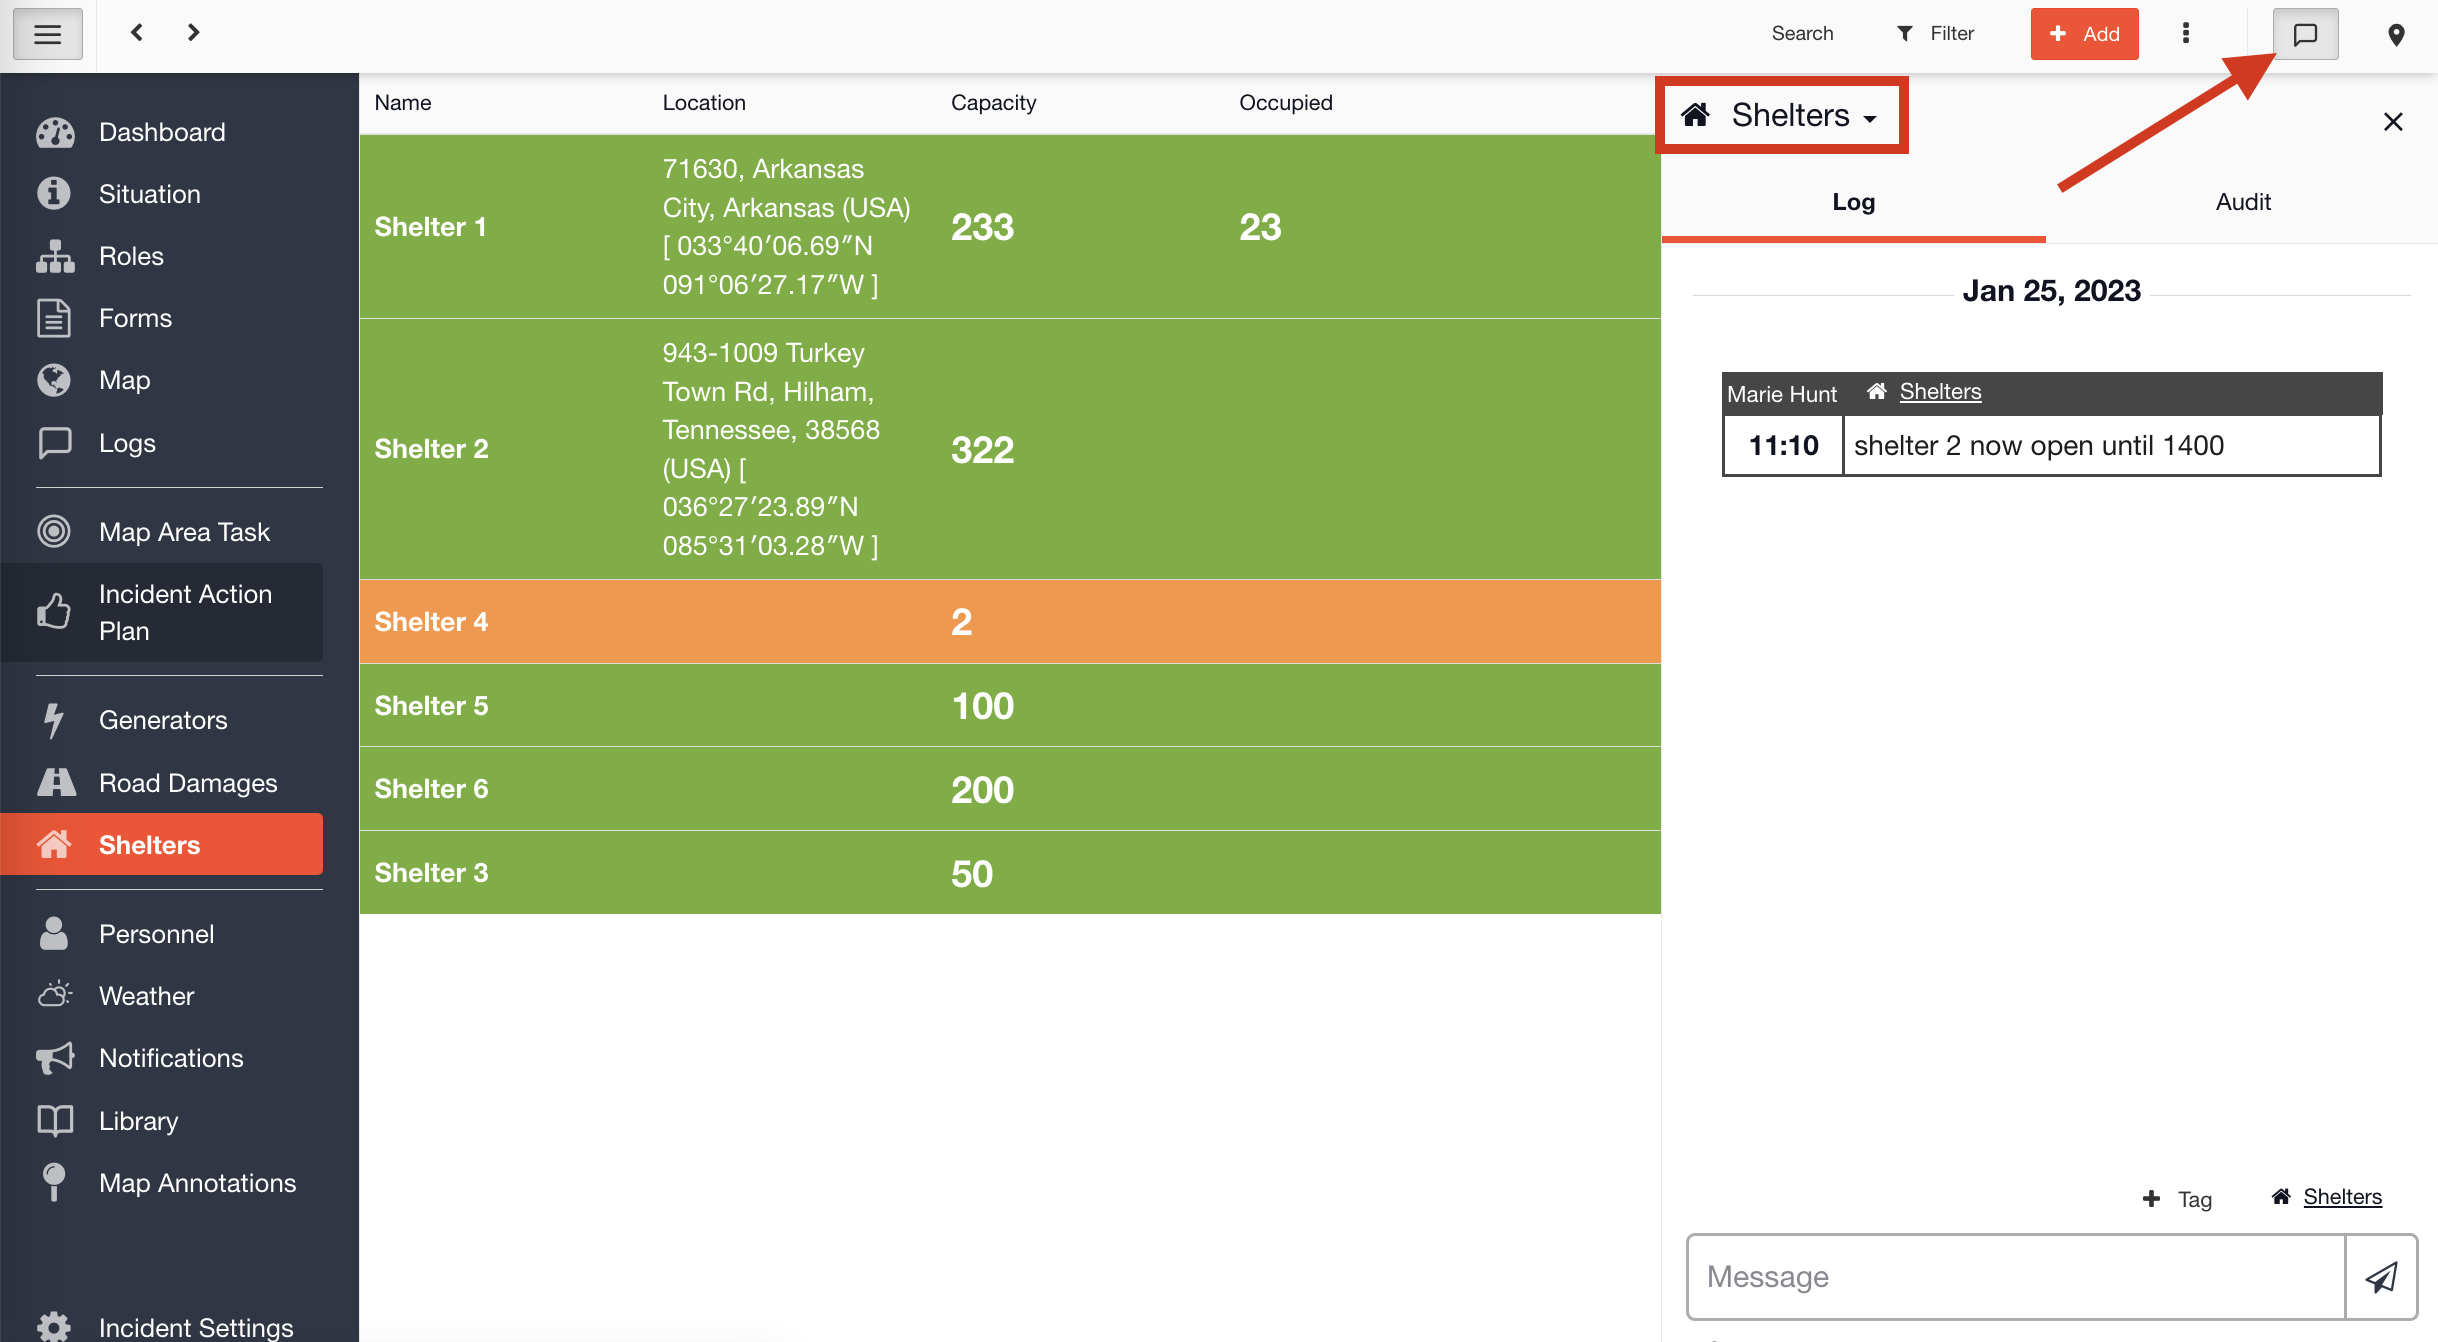 Search
Filter
+ Add
Dashboard
Situation
Roles
Forms
Map
Logs
Map Area Task
Incident Action
Plan
Generators
Road Damages
Shelters
Personnel
Weather
Notifications
Library
Map Annotations
Incident Settings
Name Location Capacity Occupied
Shelter 1
71630, Arkansas
City, Arkansas (USA)
[ 033°40′06.69″N
091°06′27.17″W ]
233
23
Shelter 2
943-1009 Turkey
Town Rd, Hilham,
Tennessee, 38568
(USA) [
036°27′23.89″N
085°31′03.28″W ]
322
Shelter 4 2
Shelter 5 100
Shelter 6 200
Shelter 3 50
Shelters
Log Audit
Jan 25, 2023
Marie Hunt Shelters
11:10 shelter 2 now open until 1400
+ Tag Shelters
Message